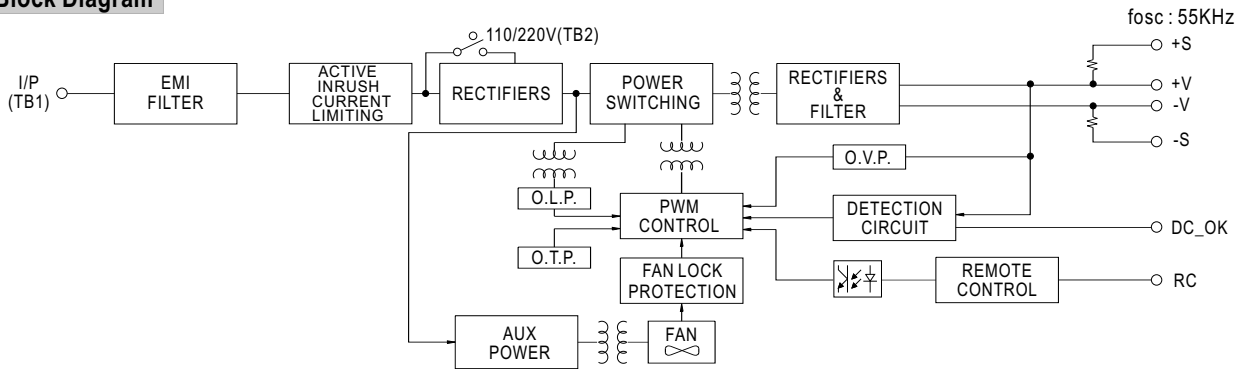 Block Diagram
fosc : 55KHz
110/220V(TB2)
I/P
(TB1)
EMI
FILTER
ACTIVE
INRUSH
CURRENT
LIMITING
RECTIFIERS
POWER
SWITCHING
RECTIFIERS
&
FILTER
+S
+V
-V
-S
O.L.P.
O.T.P.
PWM
CONTROL
O.V.P.
DETECTION
CIRCUIT
DC_OK
FAN LOCK
PROTECTION
REMOTE
CONTROL
RC
AUX
POWER
FAN